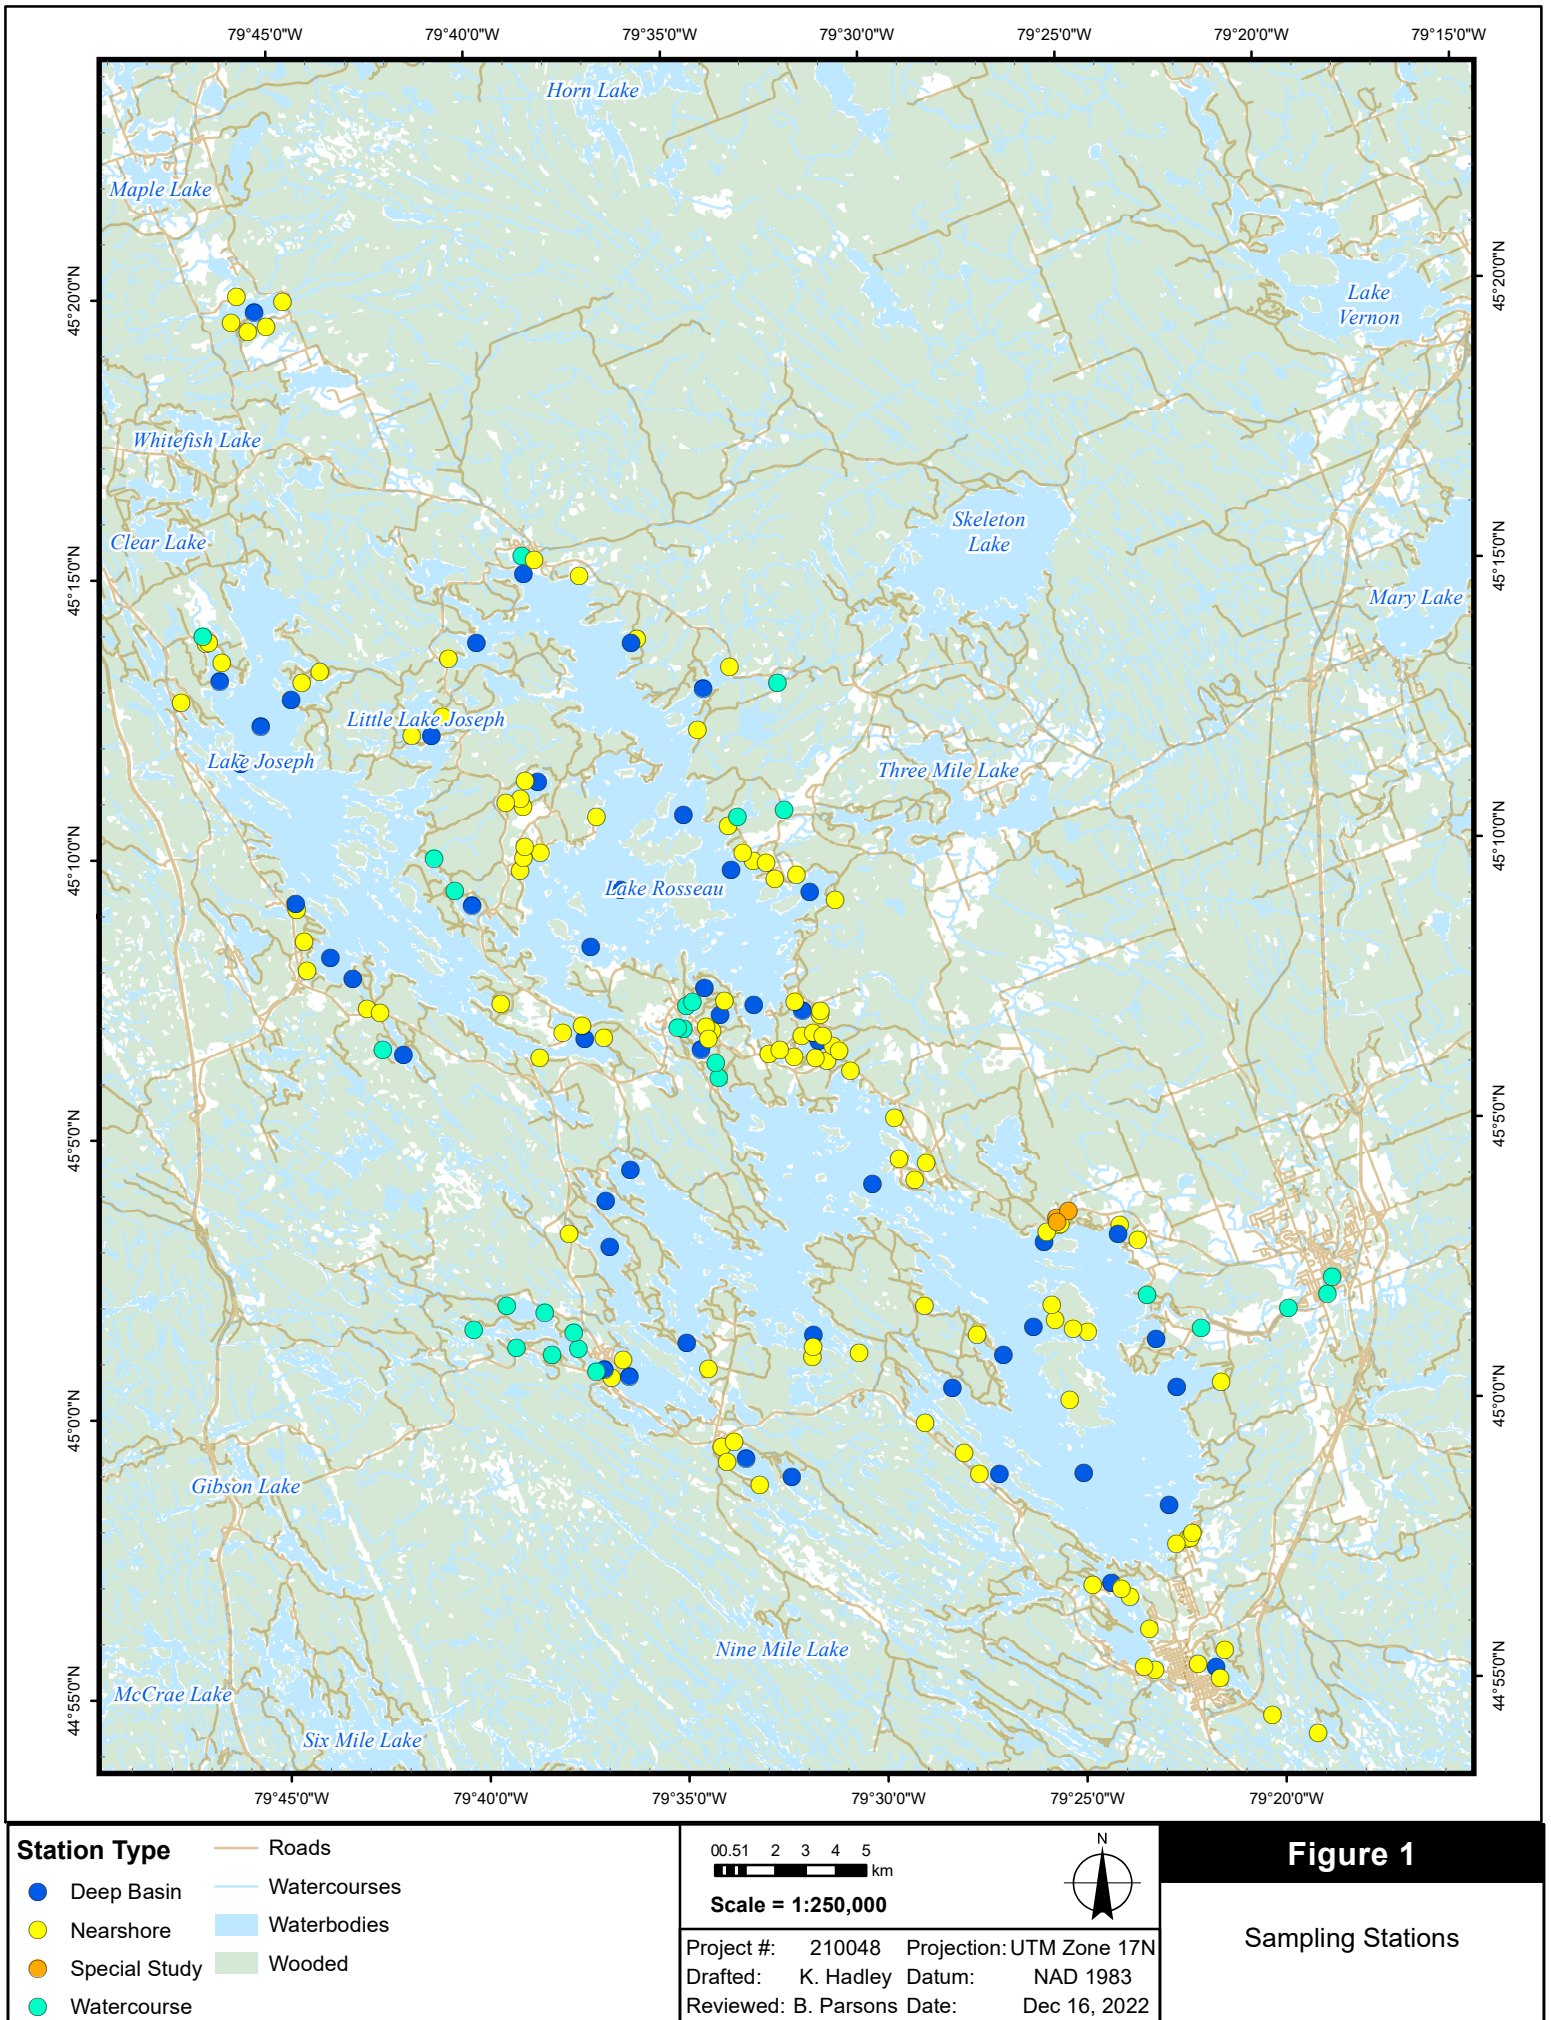 79°45'0"W 79°40'0"W 79°35'0"W 79°30'0"W 79°25'0"W 79°20'0"W 79°15'0"W
Horn Lake
Maple Lake
45°20'0"N
45°20'0"N
Lake
Vernon
Whitefish Lake
Skeleton
Lake
Clear Lake
45°15'0"N
45°15'0"N
Mary Lake
Little Lake Joseph
Lake Joseph
Three Mile Lake
45°10'0"N
45°10'0"N
Lake Rosseau
45°5'0"N
45°5'0"N
45°0'0"N
45°0'0"N
Gibson Lake
Nine Mile Lake
44°55'0"N
44°55'0"N
McCrae Lake
Six Mile Lake
79°45'0"W 79°40'0"W 79°35'0"W 79°30'0"W 79°25'0"W 79°20'0"W
Station Type
Deep Basin
Nearshore
Special Study
Watercourse
Roads
Watercourses
Waterbodies
Wooded
00.51 2 3 4 5
km
Scale = 1:250,000
N
Project #: 210048 Projection: UTM Zone 17N
Drafted: K. Hadley Datum: NAD 1983
Reviewed: B. Parsons Date: Dec 16, 2022
Figure 1
Sampling Stations